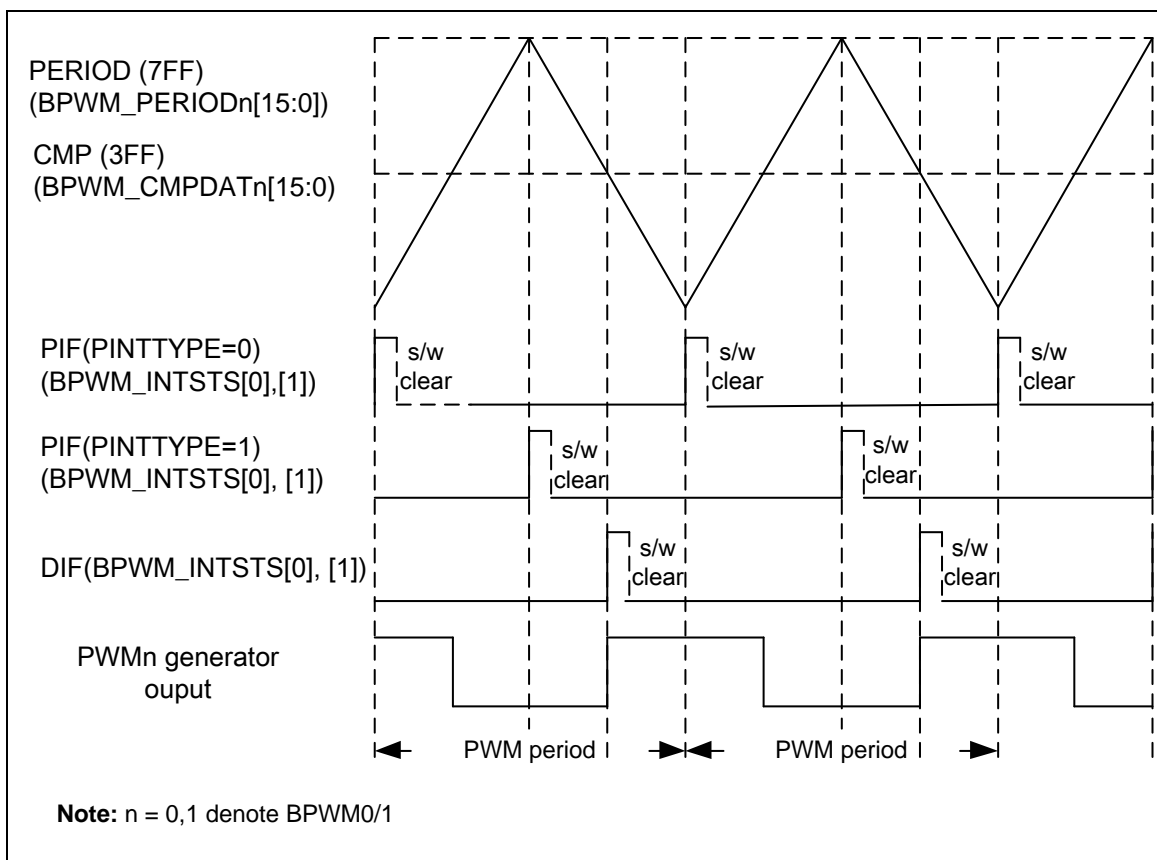 PERIOD (7FF)
(BPWM_PERIODn[15:0])
CMP (3FF)
(BPWM_CMPDATn[15:0)
PIF(PINTTYPE=0)
(BPWM_INTSTS[0],[1])
s/w
clear
s/w
clear
s/w
clear
PIF(PINTTYPE=1)
(BPWM_INTSTS[0], [1])
s/w
clear
s/w
clear
DIF(BPWM_INTSTS[0], [1])
s/w
clear
s/w
clear
PWMn generator
ouput
PWM period
PWM period
Note: n = 0,1 denote BPWM0/1